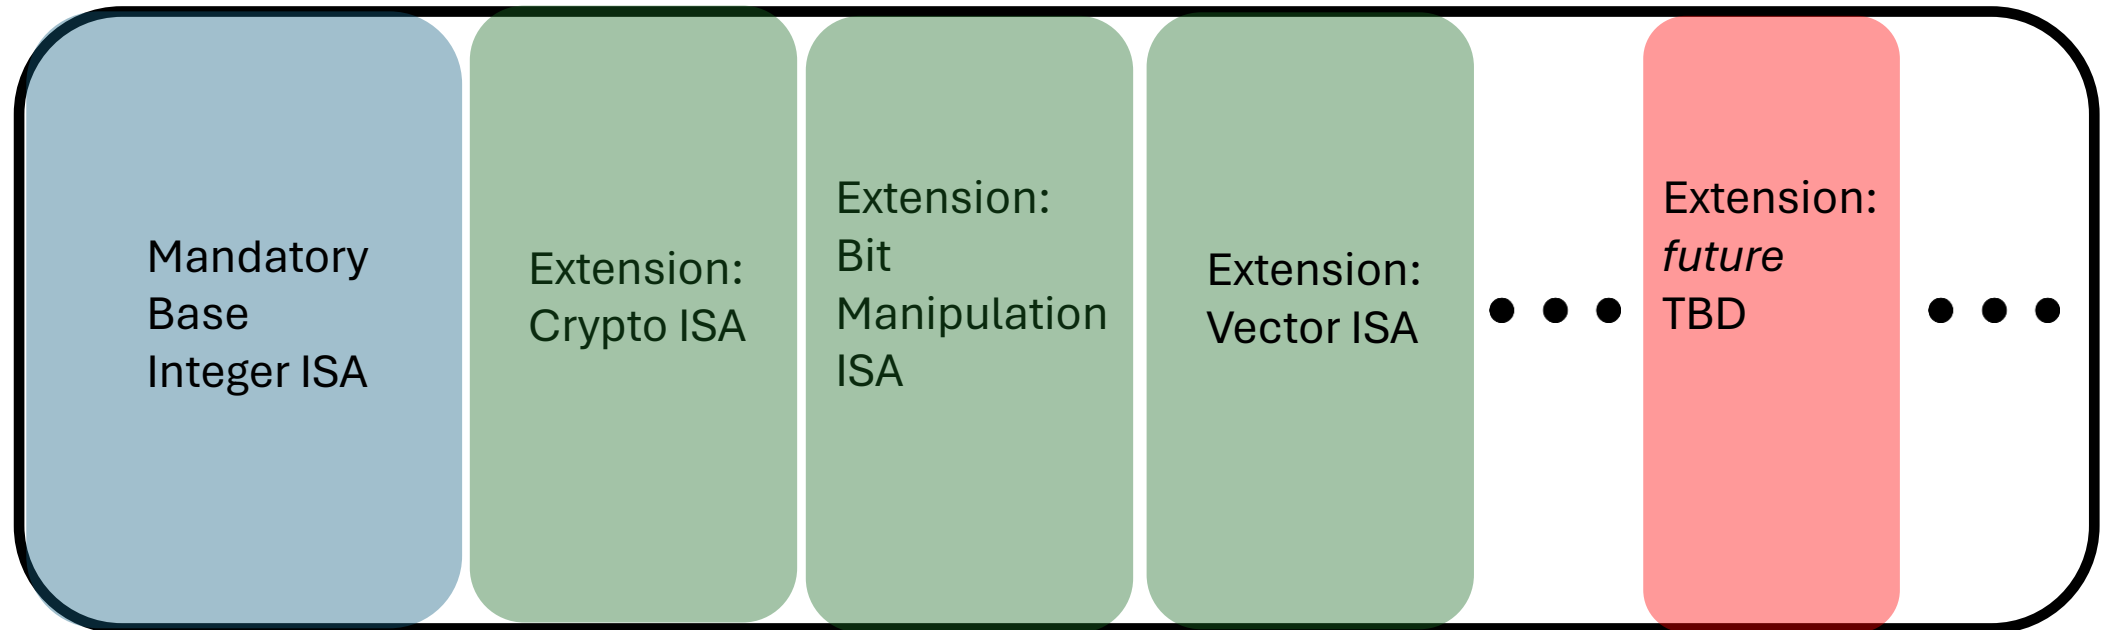 Mandatory
Base
Integer ISA
Extension:
Crypto ISA
Extension:
Bit
Manipulation
ISA
Extension:
Vector ISA
Extension:
future
TBD